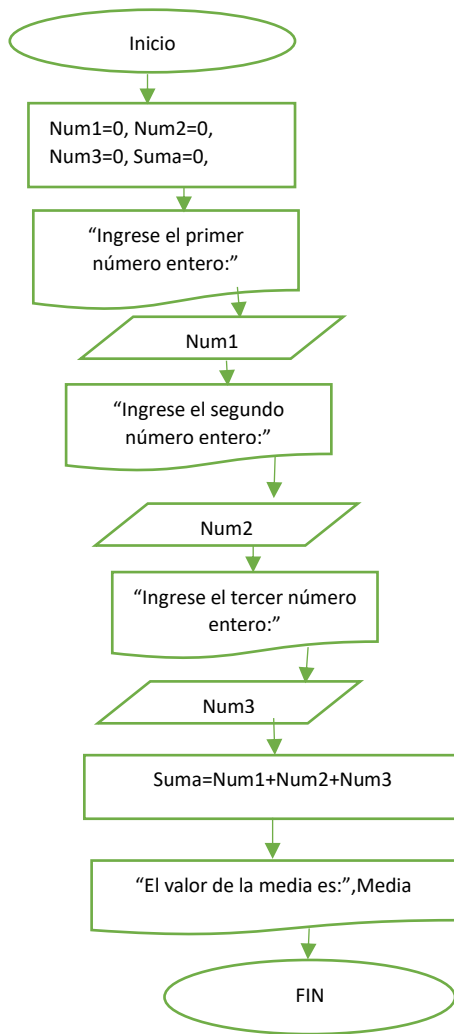 Inicio
Num1=0, Num2=0,
Num3=0, Suma=0,
“Ingrese el primer
número entero:”
Num1
“Ingrese el segundo
número entero:”
Num2
“Ingrese el tercer número
entero:”
Num3
Suma=Num1+Num2+Num3
“El valor de la media es:”,Media
FIN